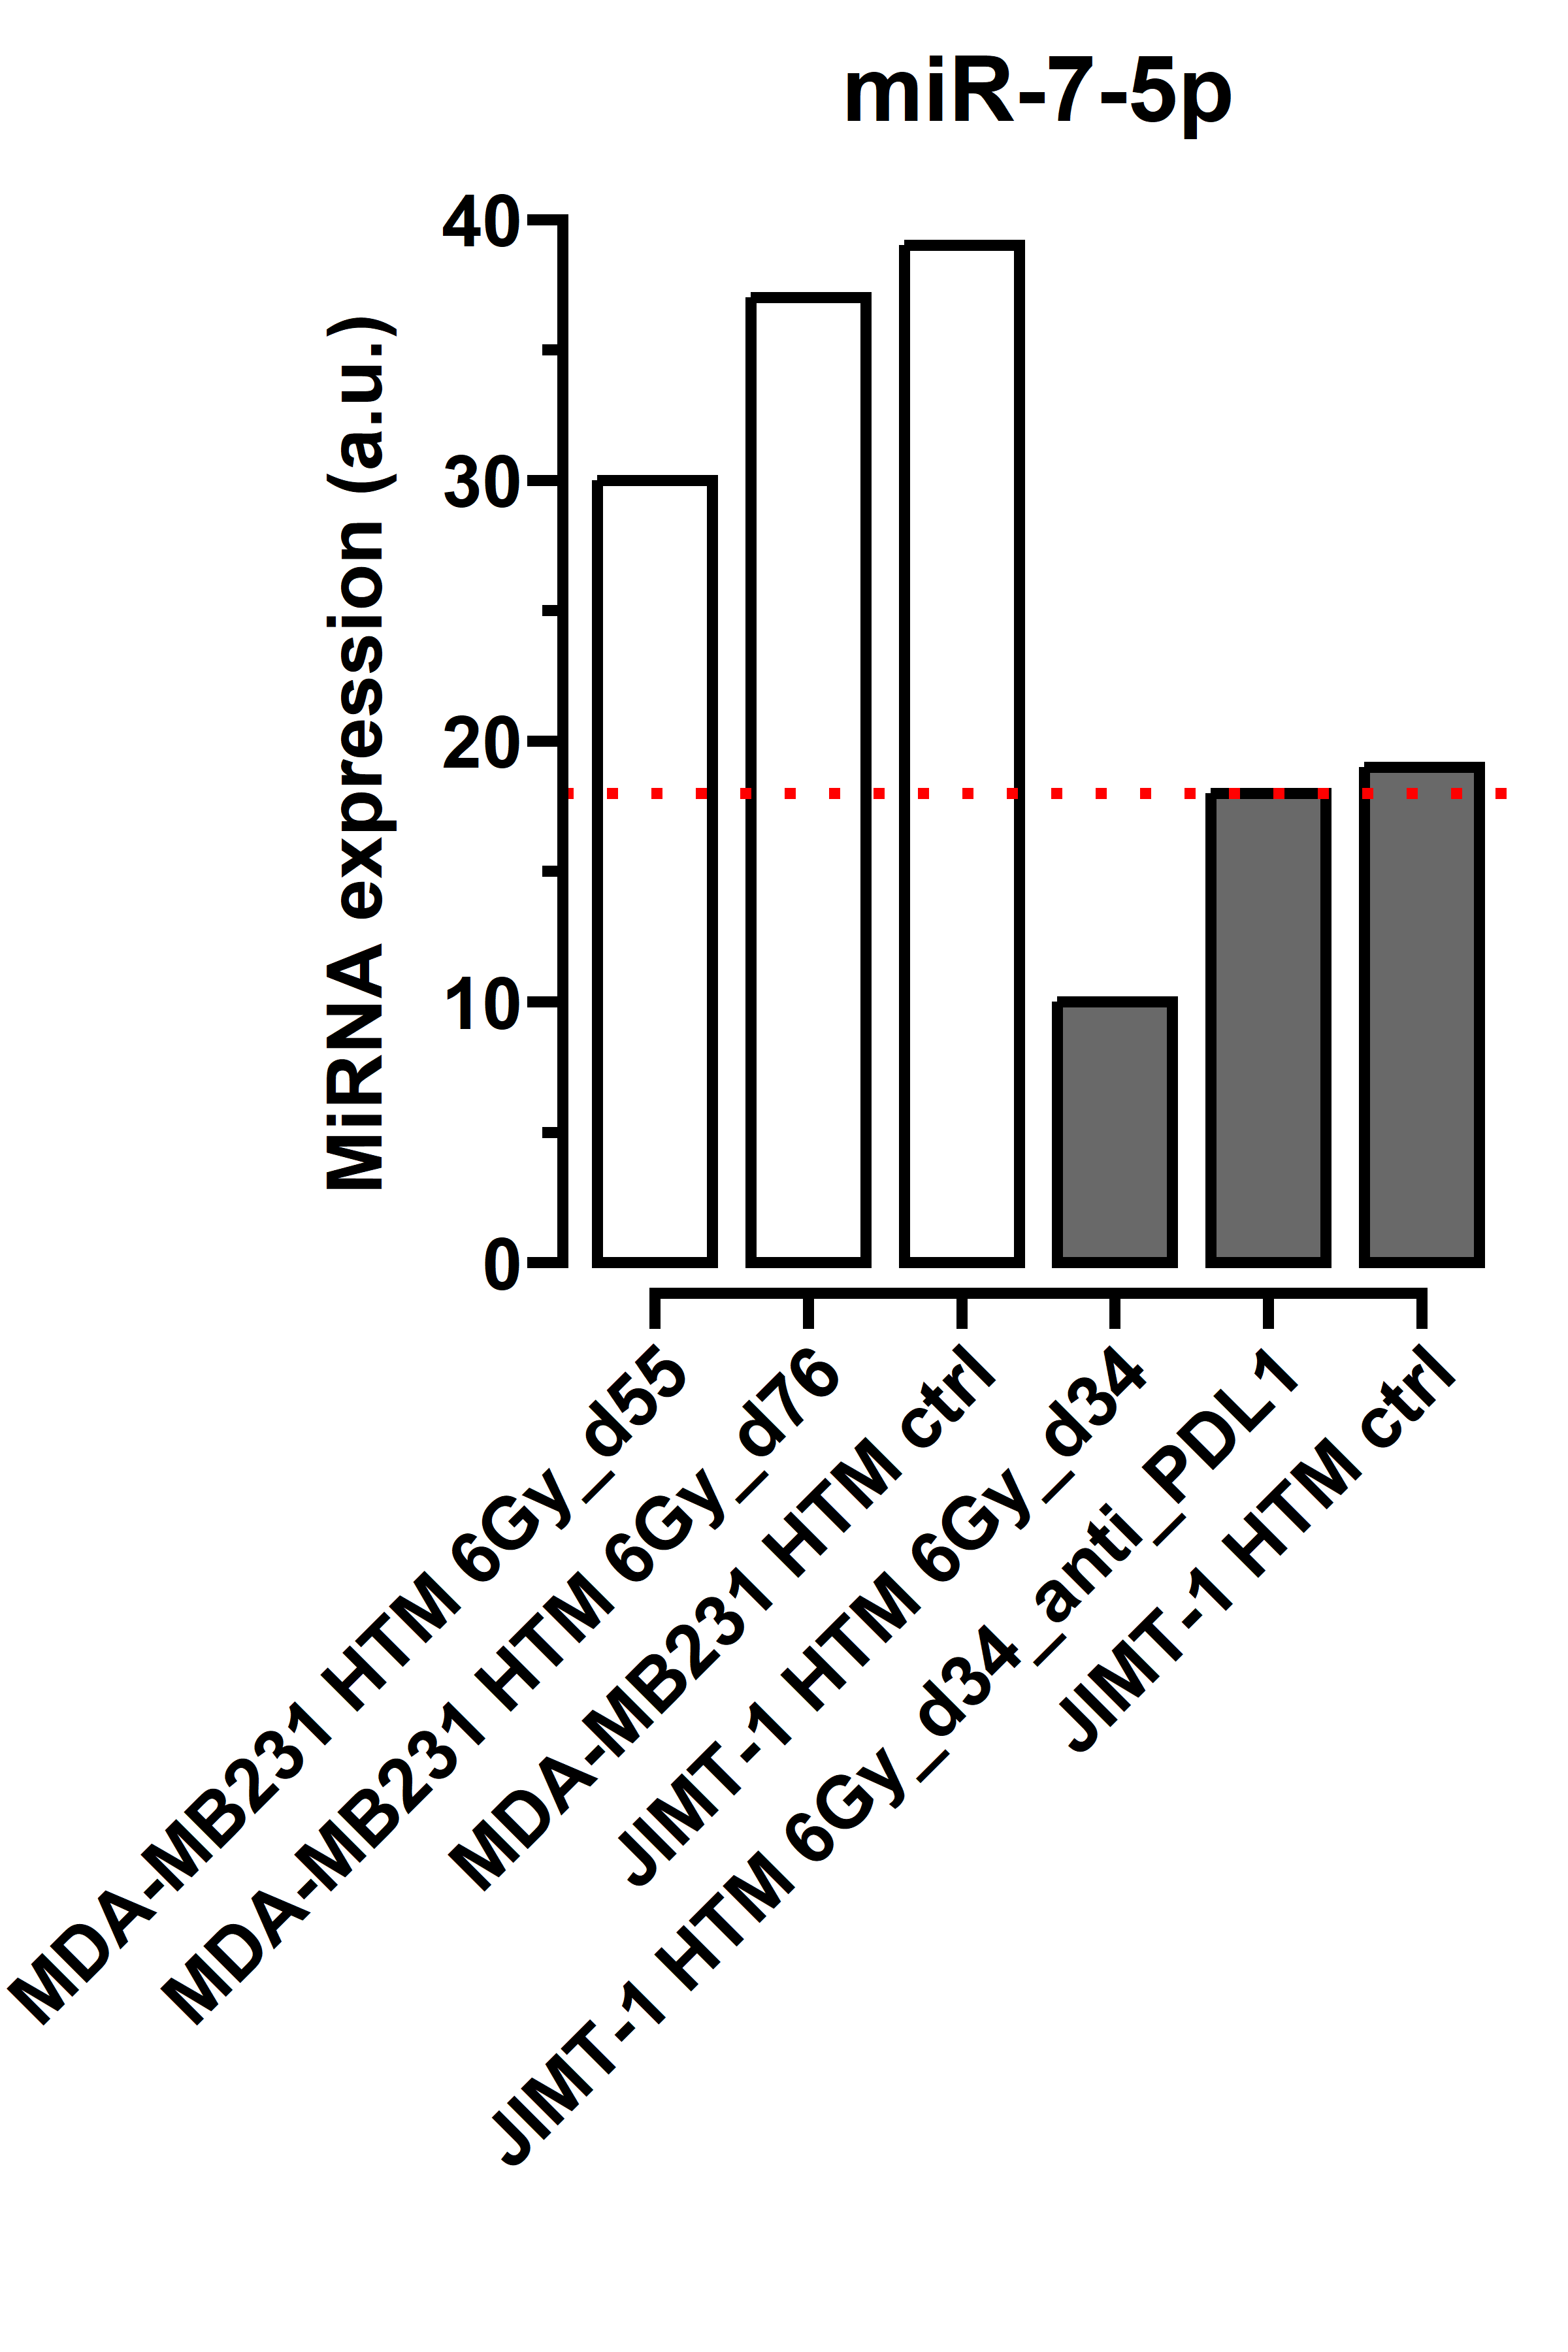 miR-7-5p
MiRNA expression (a.u.)
40
30
20
10
0
MDA-MB231 HTM 6Gy_d55
MDA-MB231 HTM 6Gy_d76
MDA-MB231 HTM ctrl
JIMT-1 HTM 6Gy_d34
JIMT-1 HTM 6Gy_d34_anti_PDL1
JIMT-1 HTM ctrl